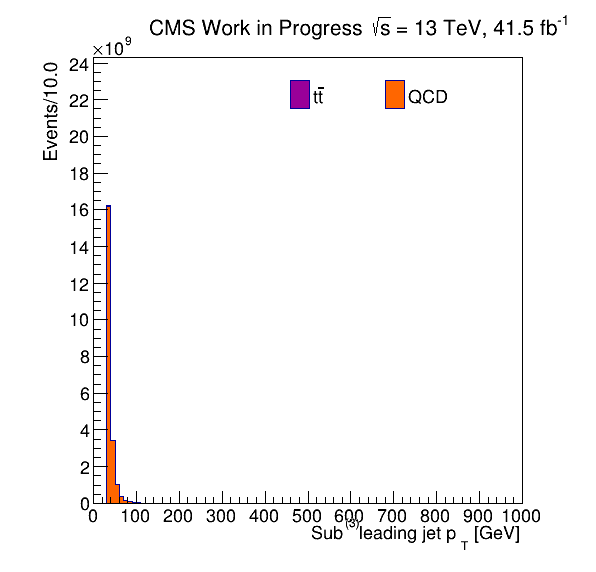 CMS Work in Progress √s = 13 TeV, 41.5 fb⁻¹
×10⁹
Events/10.0
tt̄
QCD
24
22
20
18
16
14
12
10
8
6
4
2
0
0 100 200 300 400 500 600 700 800 900 1000
Sub⁽³⁾leading jet p_T [GeV]